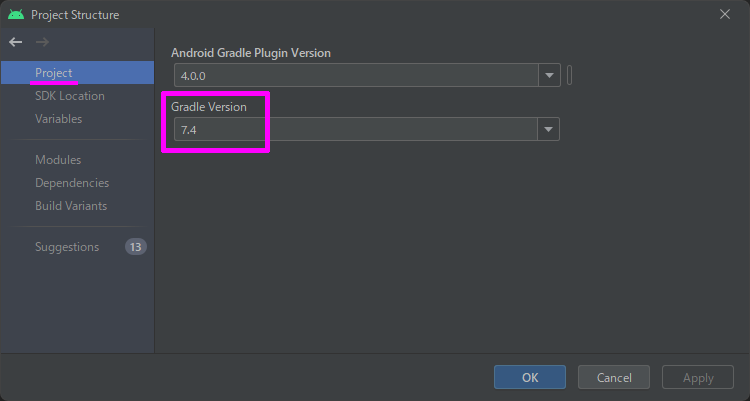 Project Structure
Project
SDK Location
Variables
Modules
Dependencies
Build Variants
Suggestions
13
Android Gradle Plugin Version
4.0.0
Gradle Version
7.4
OK
Cancel
Apply